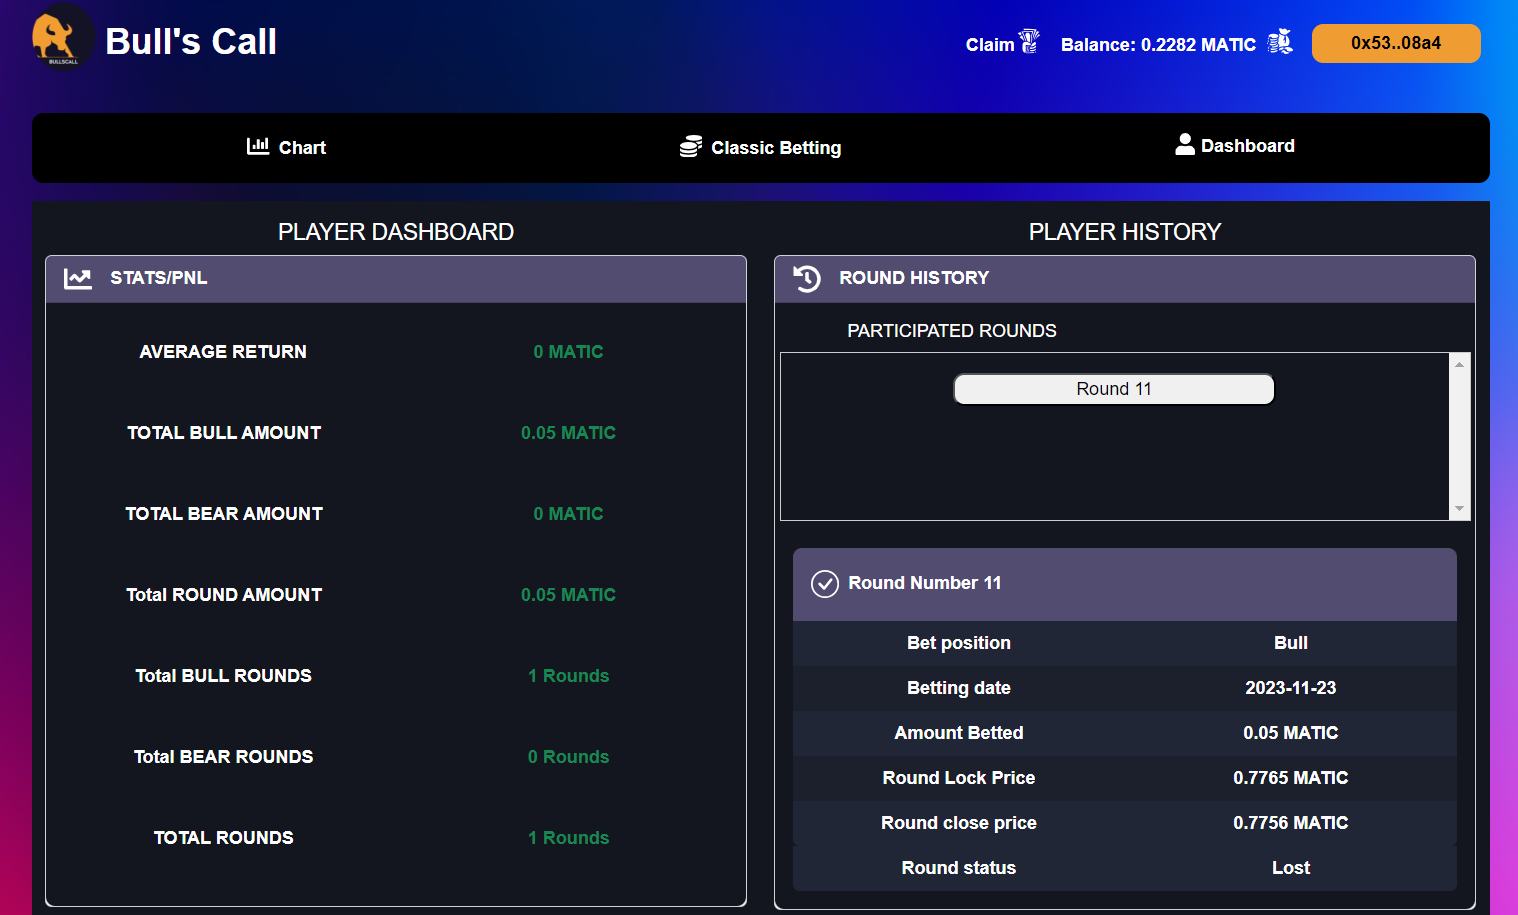 BULLSCALL
Bull's Call
Claim
Balance: 0.2282 MATIC
0x53..08a4
Chart
Classic Betting
Dashboard
PLAYER DASHBOARD
STATS/PNL
AVERAGE RETURN 0 MATIC
TOTAL BULL AMOUNT 0.05 MATIC
TOTAL BEAR AMOUNT 0 MATIC
Total ROUND AMOUNT 0.05 MATIC
Total BULL ROUNDS 1 Rounds
Total BEAR ROUNDS 0 Rounds
TOTAL ROUNDS 1 Rounds
PLAYER HISTORY
ROUND HISTORY
PARTICIPATED ROUNDS
Round 11
Round Number 11
Bet position Bull
Betting date 2023-11-23
Amount Betted 0.05 MATIC
Round Lock Price 0.7765 MATIC
Round close price 0.7756 MATIC
Round status Lost